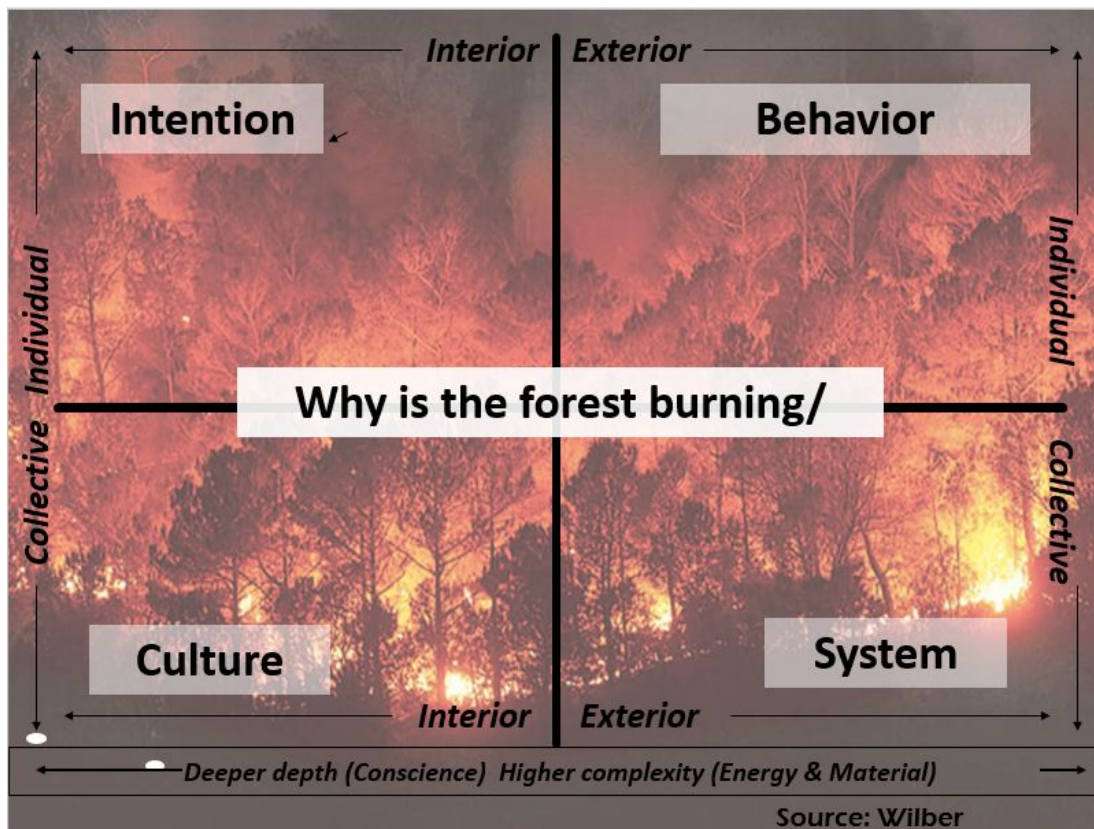 Interior Exterior
Intention
Behavior
Individual
Individual
Why is the forest burning/
Collective
Collective
Culture
System
Interior Exterior
Deeper depth (Conscience) Higher complexity (Energy & Material)
Source: Wilber